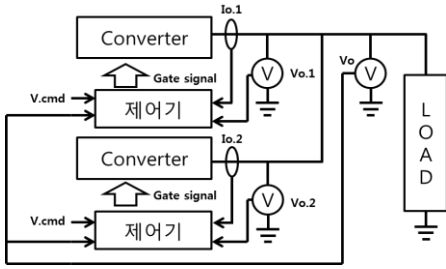 Io.1
Converter
Vo
V
V
Gate signal
Vo.1
V.cmd
제어기
LOAD
Io.2
Converter
Gate signal
V
Vo.2
V.cmd
제어기